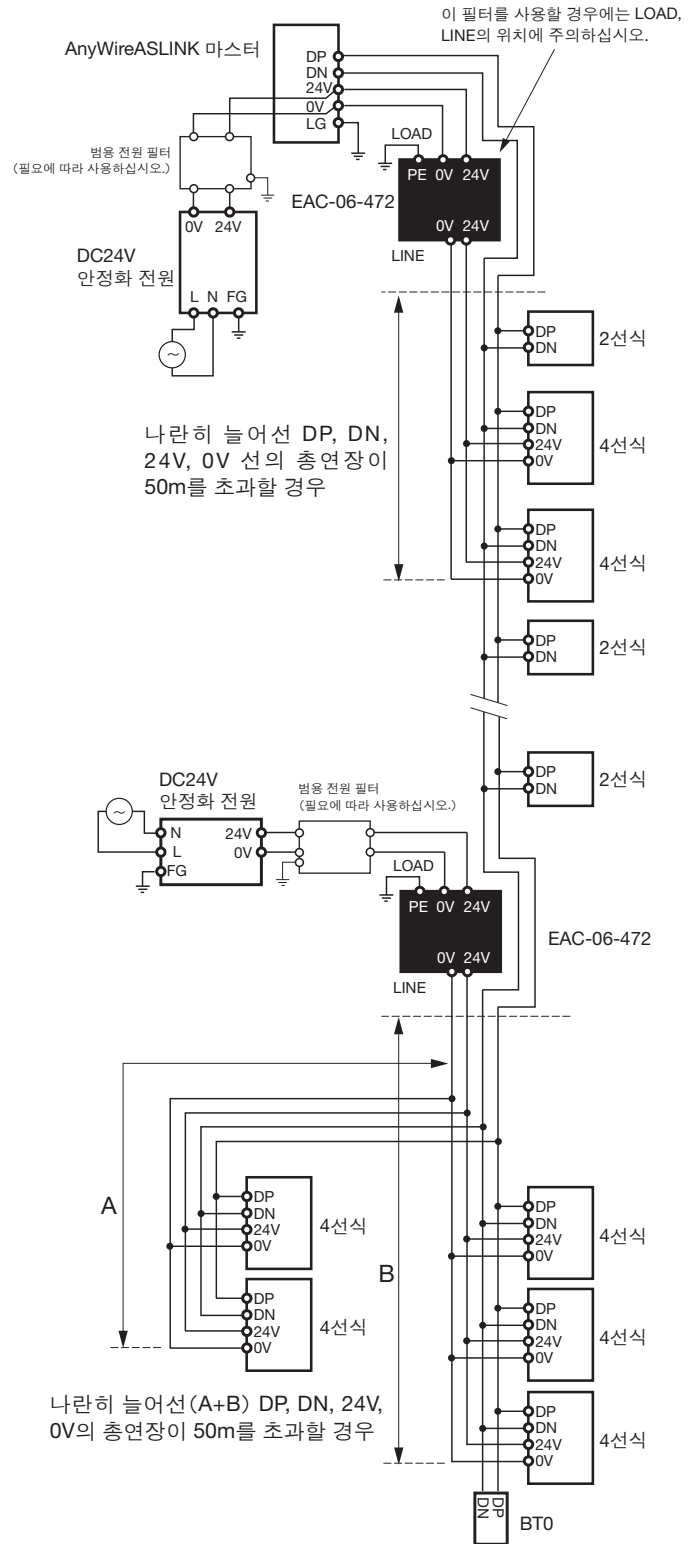 이 필터를 사용할 경우에는 LOAD,
LINE의 위치에 주의하십시오.
AnyWireASLINK 마스터
DP
DN
24V
0V
LG
범용 전원 필터
(필요에 따라 사용하십시오.)
LOAD
PE 0V 24V
EAC-06-472
0V 24V
LINE
0V 24V
DC24V
안정화 전원
L N FG
~
DP
DN
2선식
나란히 늘어선 DP, DN,
24V, 0V 선의 총연장이
50m를 초과할 경우
DP
DN
24V
0V
4선식
DP
DN
24V
0V
4선식
DP
DN
2선식
DP
DN
2선식
DC24V
안정화 전원
~
N
L
FG
24V
0V
범용 전원 필터
(필요에 따라 사용하십시오.)
LOAD
PE 0V 24V
0V 24V
LINE
EAC-06-472
A
B
DP
DN
24V
0V
4선식
DP
DN
24V
0V
4선식
DP
DN
24V
0V
4선식
DP
DN
24V
0V
4선식
DP
DN
24V
0V
4선식
나란히 늘어선(A+B) DP, DN, 24V,
0V의 총연장이 50m를 초과할 경우
DP
DN
BT0